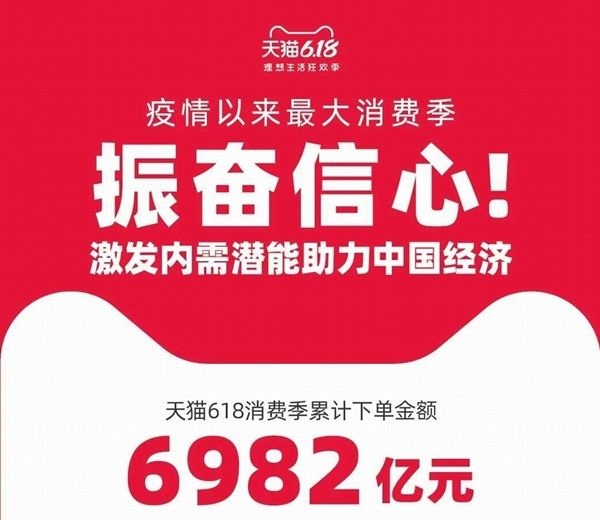 天猫6.18
理想生活狂欢季
疫情以来最大消费季
振奋信心!
激发内需潜能助力中国经济
天猫618消费季累计下单金额
6982亿元